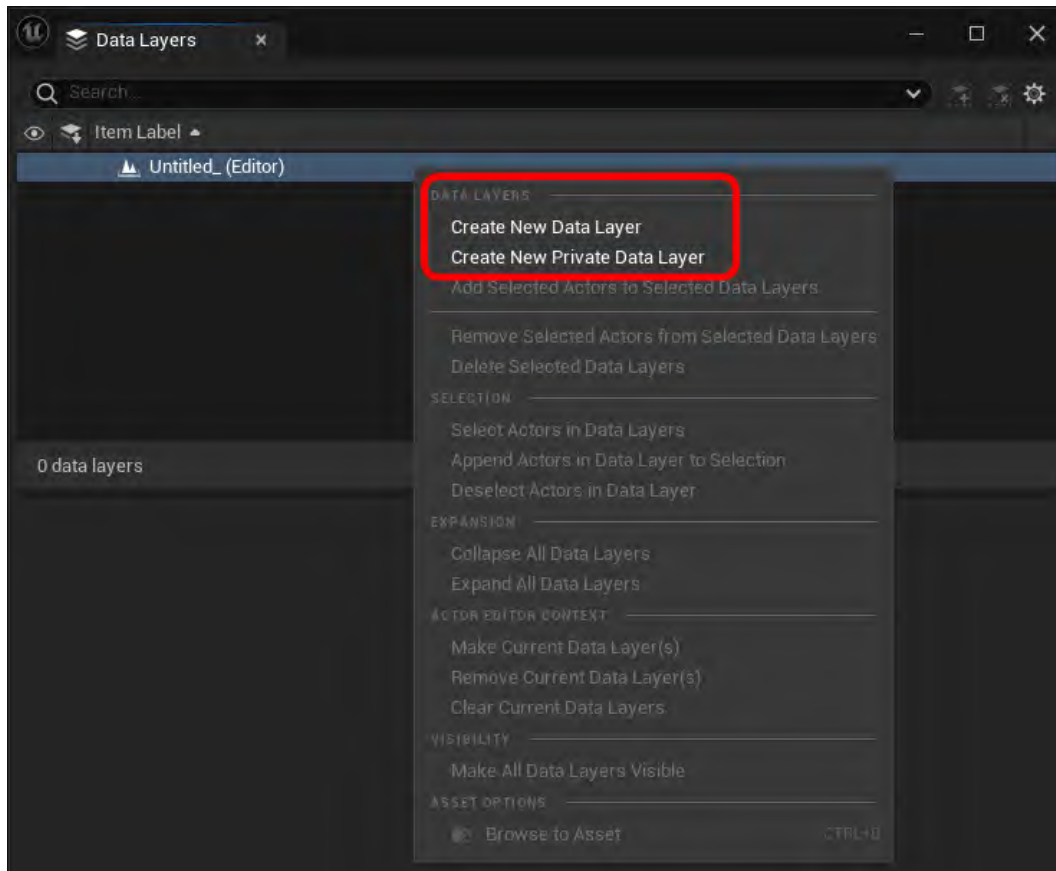 Data Layers
Search...
Item Label
Untitled_ (Editor)
DATA LAYERS
Create New Data Layer
Create New Private Data Layer
Add Selected Actors to Selected Data Layers
Remove Selected Actors from Selected Data Layers
Delete Selected Data Layers
SELECTION
Select Actors in Data Layers
Append Actors in Data Layer to Selection
Deselect Actors in Data Layer
EXPANSION
Collapse All Data Layers
Expand All Data Layers
ACTOR EDITOR CONTEXT
Make Current Data Layer(s)
Remove Current Data Layer(s)
Clear Current Data Layers
VISIBILITY
Make All Data Layers Visible
ASSET OPTIONS
Browse to Asset CTRL+B
0 data layers